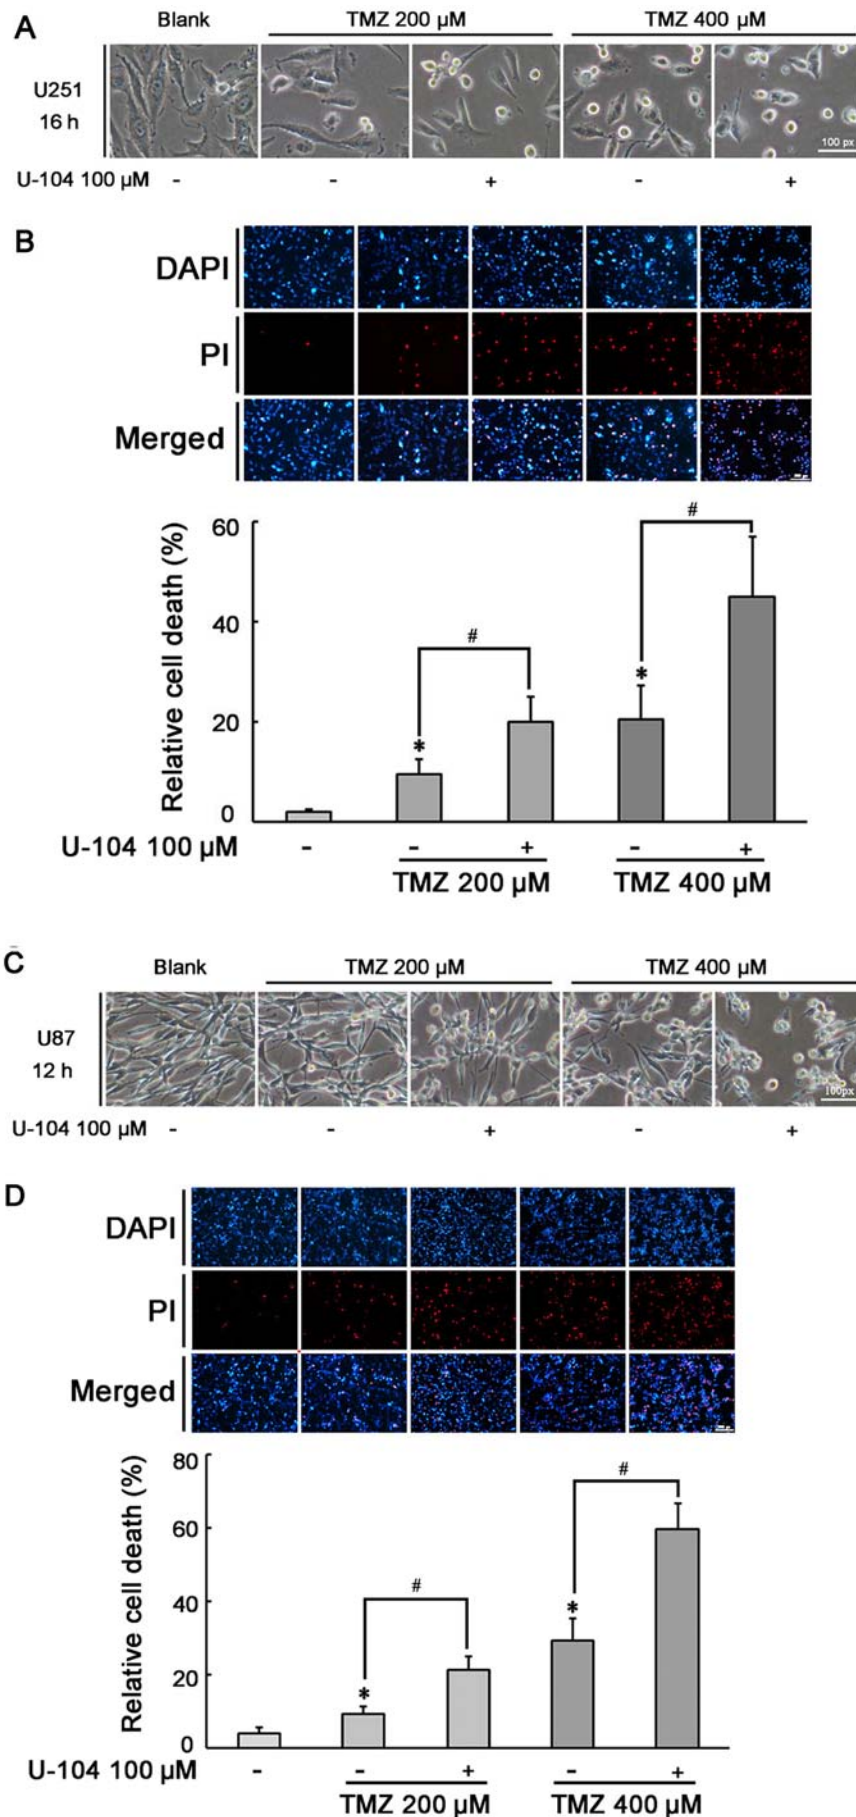 A
Blank TMZ 200 µM TMZ 400 µM
U251
16 h
100 px
U-104 100 µM - - + - +
B
DAPI
PI
Merged
Relative cell death (%)
60
40
20
0
* # * #
U-104 100 µM - - + - +
TMZ 200 µM TMZ 400 µM
C
Blank TMZ 200 µM TMZ 400 µM
U87
12 h
100px
U-104 100 µM - - + - +
D
DAPI
PI
Merged
Relative cell death (%)
80
60
40
20
0
* # * #
U-104 100 µM - - + - +
TMZ 200 µM TMZ 400 µM